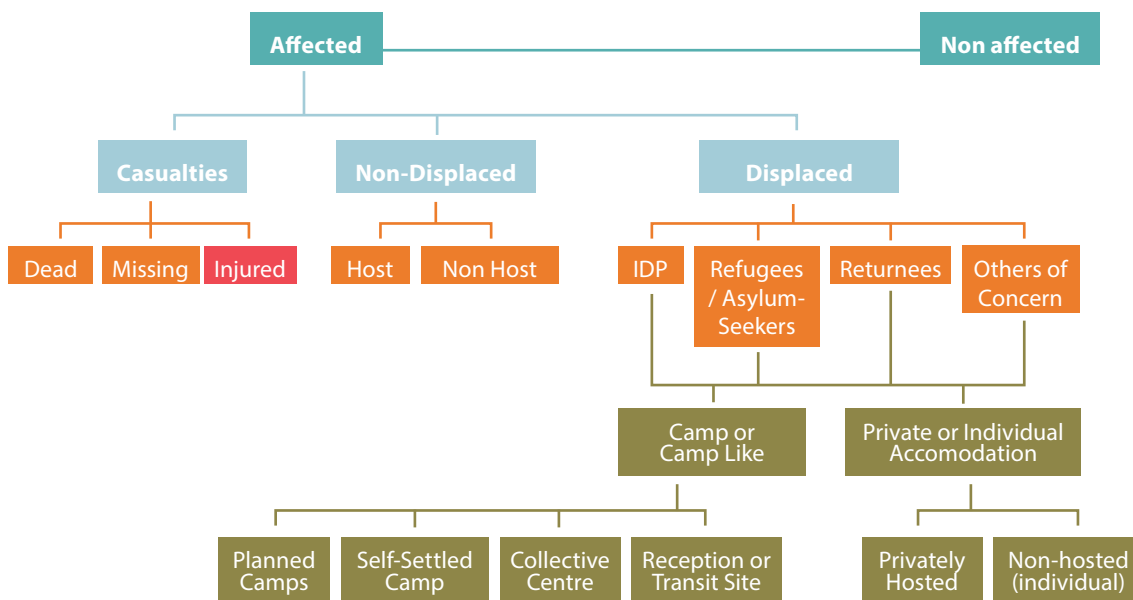 Affected
Non affected
Casualties
Non-Displaced
Displaced
Dead
Missing
Injured
Host
Non Host
IDP
Refugees
/ Asylum-
Seekers
Returnees
Others of
Concern
Camp or
Camp Like
Private or Individual
Accomodation
Planned
Camps
Self-Settled
Camp
Collective
Centre
Reception or
Transit Site
Privately
Hosted
Non-hosted
(individual)